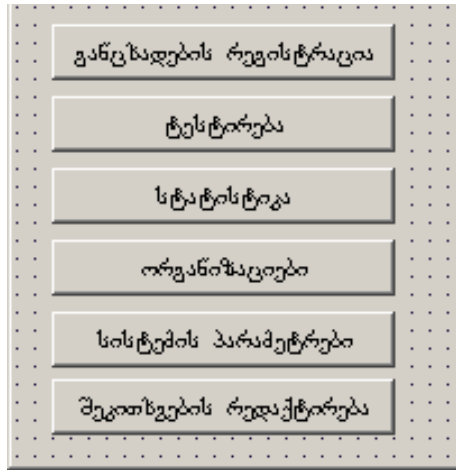 განცხადების რეგისტრაცია
ტესტირება
სტატისტიკა
ორგანიზაციები
სისტემის პარამეტრები
შეკითხვების რედაქტირება